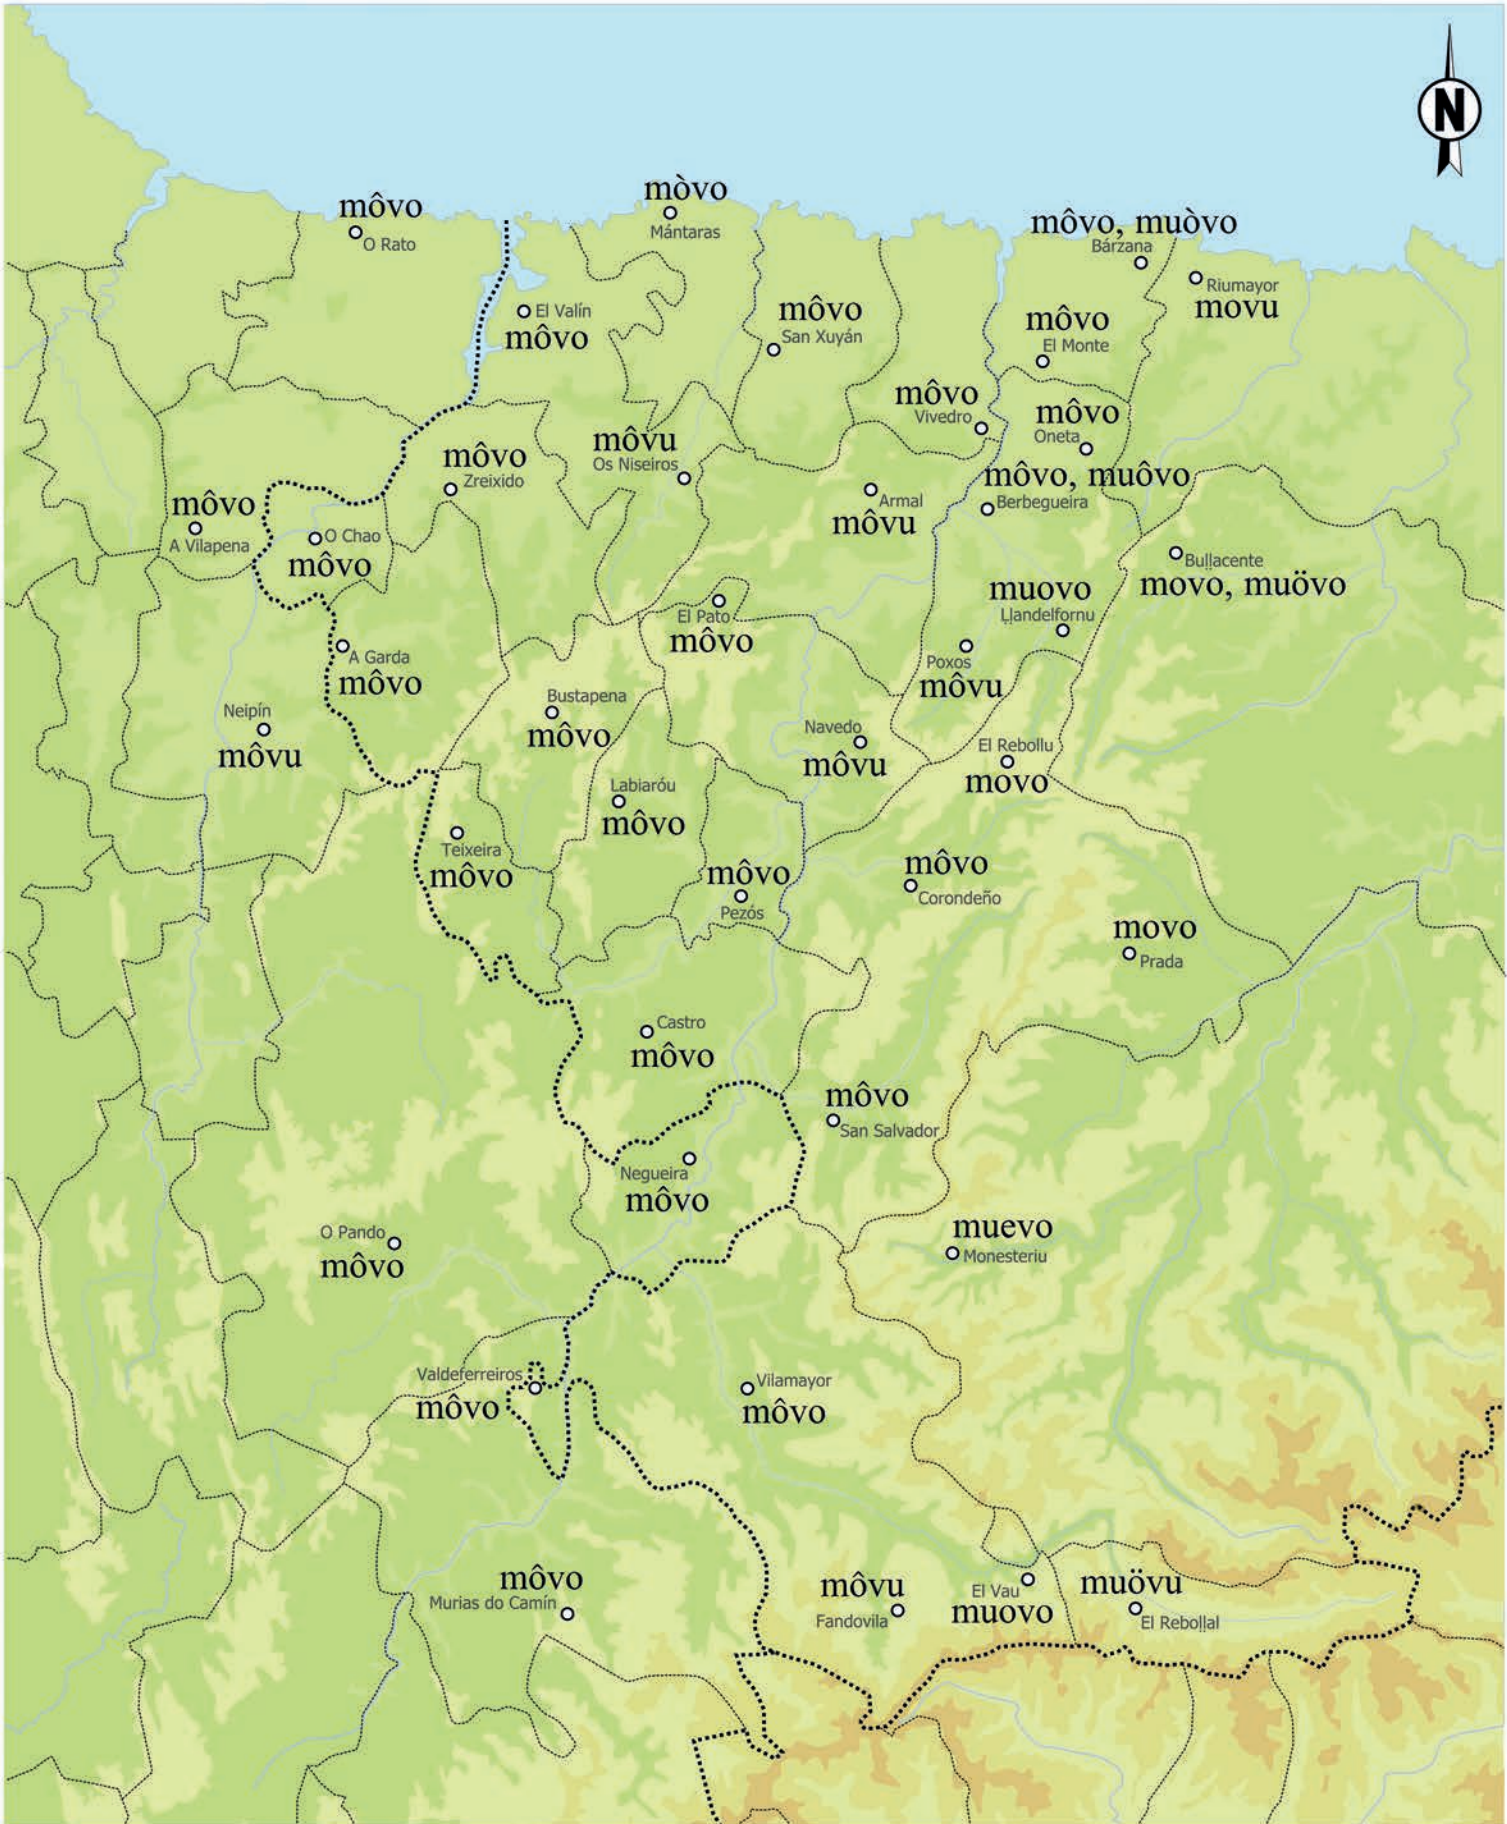 N
môvo
O Rato
mòvo
Mántaras
môvo, muòvo
Bárzana
Riumayor
movu
El Valín
môvo
môvo
San Xuyán
môvo
El Monte
môvo
Vivedro
môvo
Oneta
môvu
Os Niseiros
môvo
Zreixido
môvo, muôvo
Berbegueira
môvo
A Vilapena
Armal
môvu
O Chao
môvo
Buḷḷacente
movo, muövo
muovo
Ḷḷandelfornu
El Pato
môvo
A Garda
môvo
Poxos
môvu
Bustapena
môvo
Neipín
môvu
Navedo
môvu
El Rebollu
movo
Labiaróu
môvo
Teixeira
môvo
môvo
Pezós
môvo
Corondeño
movo
Prada
Castro
môvo
môvo
San Salvador
Negueira
môvo
muevo
Monesteriu
O Pando
môvo
Valdeferreiros
môvo
Vilamayor
môvo
môvo
Murias do Camín
môvu
Fandovila
El Vau
muovo
muövu
El Reboḷḷal